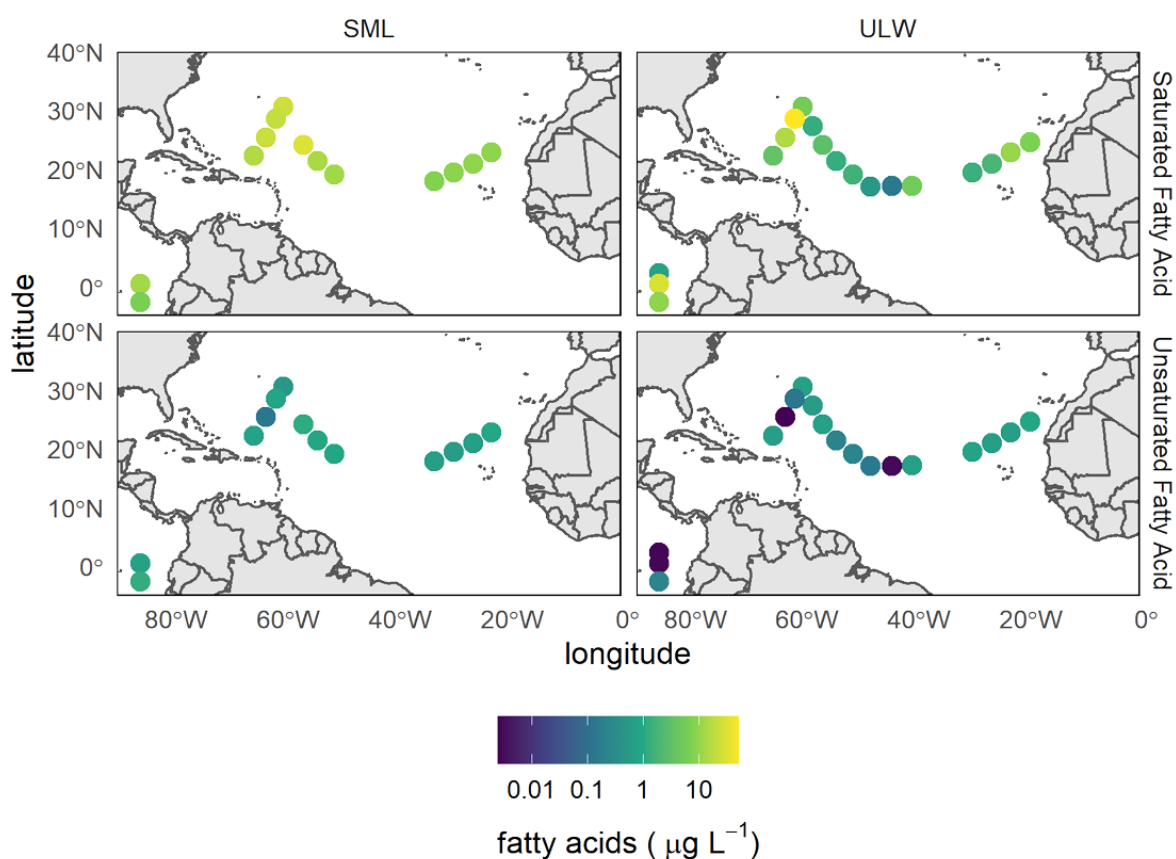 SML
ULW
40°N
30°N
20°N
10°N
0°
Saturated Fatty Acid
latitude
40°N
30°N
20°N
10°N
0°
Unsaturated Fatty Acid
80°W 60°W 40°W 20°W 0° 80°W 60°W 40°W 20°W 0°
longitude
0.01 0.1 1 10
fatty acids ( μg L⁻¹)